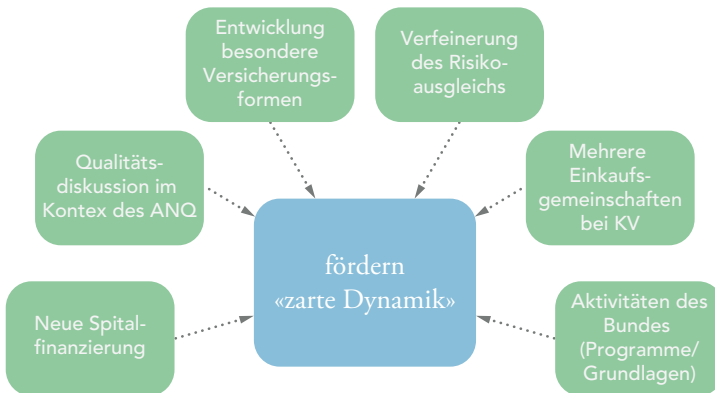 Entwicklung
besondere
Versicherungs-
formen
Verfeinerung
des Risiko-
ausgleichs
Qualitäts-
diskussion im
Kontex des ANQ
Mehrere
Einkaufs-
gemeinschaften
bei KV
fördern
«zarte Dynamik»
Neue Spital-
finanzierung
Aktivitäten des
Bundes
(Programme/
Grundlagen)